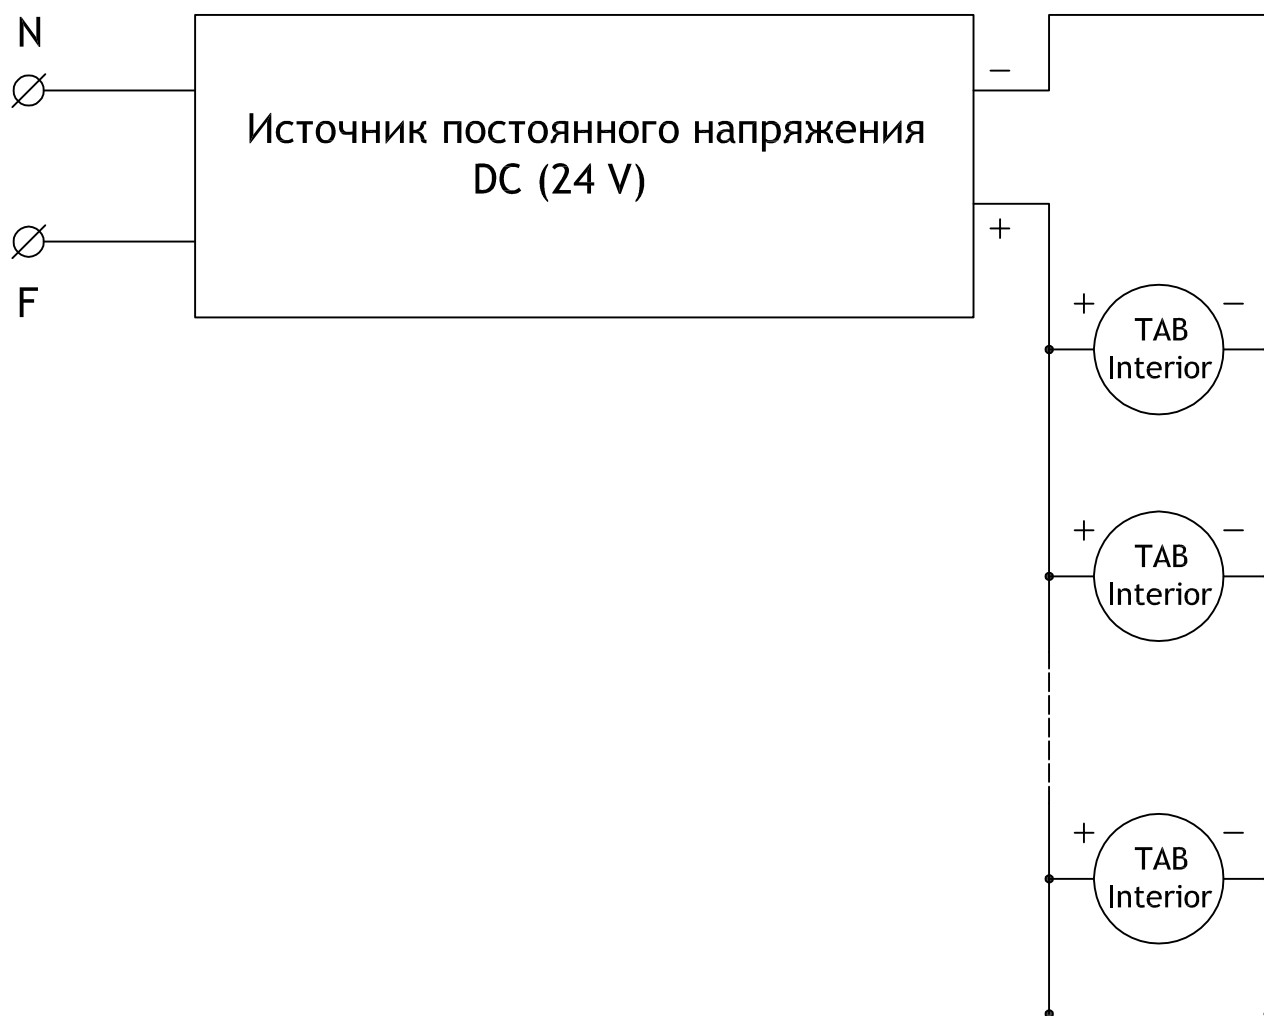 N
−
Источник постоянного напряжения
DC (24 V)
+
F
+ −
TAB
Interior
+ −
TAB
Interior
+ −
TAB
Interior